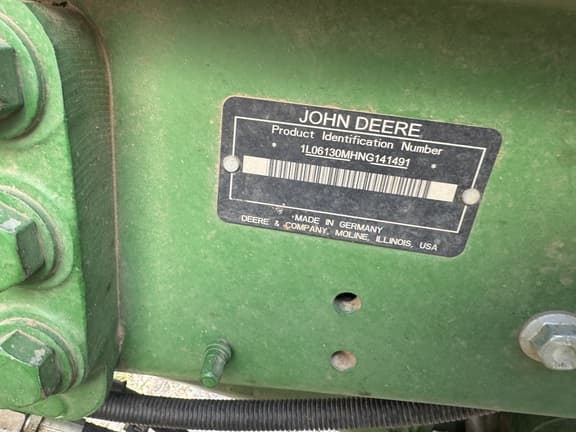 JOHN DEERE
Product Identification Number
1L06130MHNG141491
MADE IN GERMANY
DEERE & COMPANY, MOLINE, ILLINOIS, USA